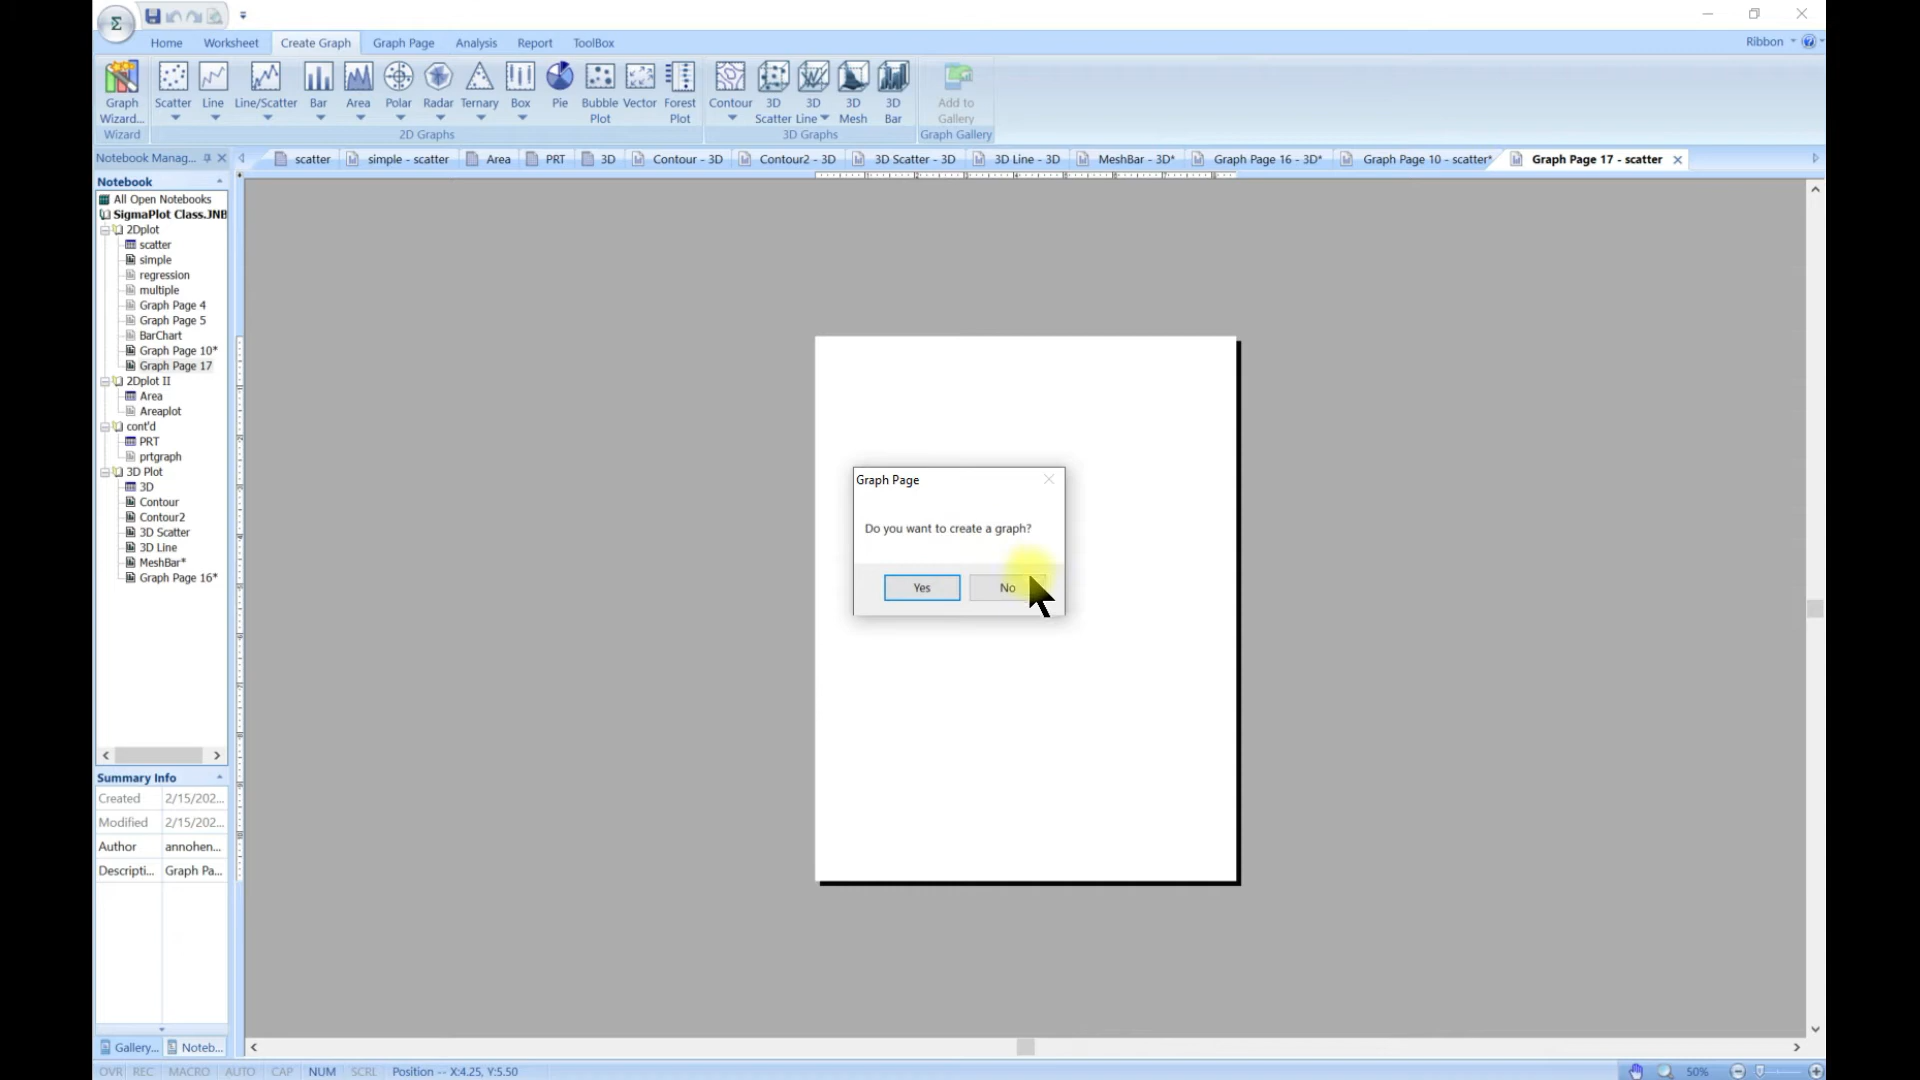 Σ
Home Worksheet Create Graph Graph Page Analysis Report ToolBox Ribbon
Graph Wizard... Scatter Line Line/Scatter Bar Area Polar Radar Ternary Box Pie Bubble Plot Vector Forest Plot Contour 3D Scatter 3D Line 3D Mesh 3D Bar Add to Gallery
Wizard 2D Graphs 3D Graphs Graph Gallery
Notebook Manag... scatter simple - scatter Area PRT 3D Contour - 3D Contour2 - 3D 3D Scatter - 3D 3D Line - 3D MeshBar - 3D* Graph Page 16 - 3D* Graph Page 10 - scatter* Graph Page 17 - scatter
Notebook
All Open Notebooks
SigmaPlot Class.JNB
2Dplot
scatter
simple
regression
multiple
Graph Page 4
Graph Page 5
BarChart
Graph Page 10*
Graph Page 17
2Dplot II
Area
Areaplot
cont'd
PRT
prtgraph
3D Plot
3D
Contour
Contour2
3D Scatter
3D Line
MeshBar*
Graph Page 16*
Graph Page
Do you want to create a graph?
Yes No
Summary Info
Created 2/15/202...
Modified 2/15/202...
Author annohen...
Descripti... Graph Pa...
Gallery... Noteb...
OVR REC MACRO AUTO CAP NUM SCRL Position -- X:4.25, Y:5.50 50%